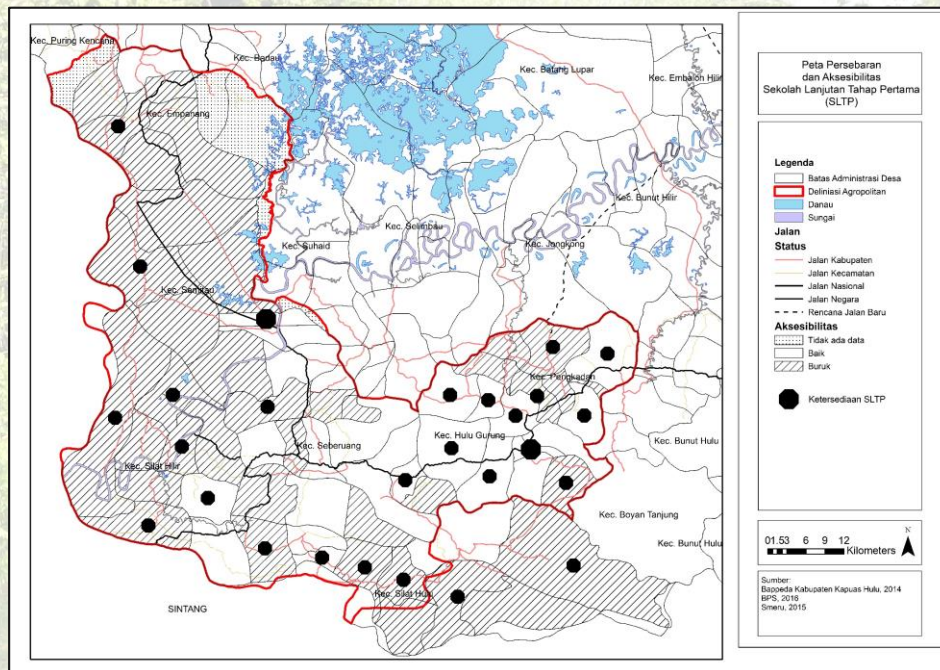 Kec. Puring Kencana
Kec. Badau
Kec. Batang Lupar
Kec. Embaloh Hilir
Kec. Empanang
Kec. Bunut Hilir
Kec. Selimbau
Kec. Suhaid
Kec. Jongkong
Kec. Semitau
Kec. Pengkadan
Kec. Hulu Gurung
Kec. Seberuang
Kec. Bunut Hulu
Kec. Silat Hilir
Kec. Boyan Tanjung
Kec. Bunut Hulu
Kec. Silat Hulu
SINTANG
Peta Persebaran
dan Aksesibilitas
Sekolah Lanjutan Tahap Pertama
(SLTP)
Legenda
Batas Administrasi Desa
Deliniasi Agropolitan
Danau
Sungai
Jalan
Status
Jalan Kabupaten
Jalan Kecamatan
Jalan Nasional
Jalan Negara
Rencana Jalan Baru
Aksesibilitas
Tidak ada data
Baik
Buruk
Ketersediaan SLTP
N
01.53 6 9 12
Kilometers
Sumber:
Bappeda Kabupaten Kapuas Hulu, 2014
BPS, 2016
Smeru, 2015